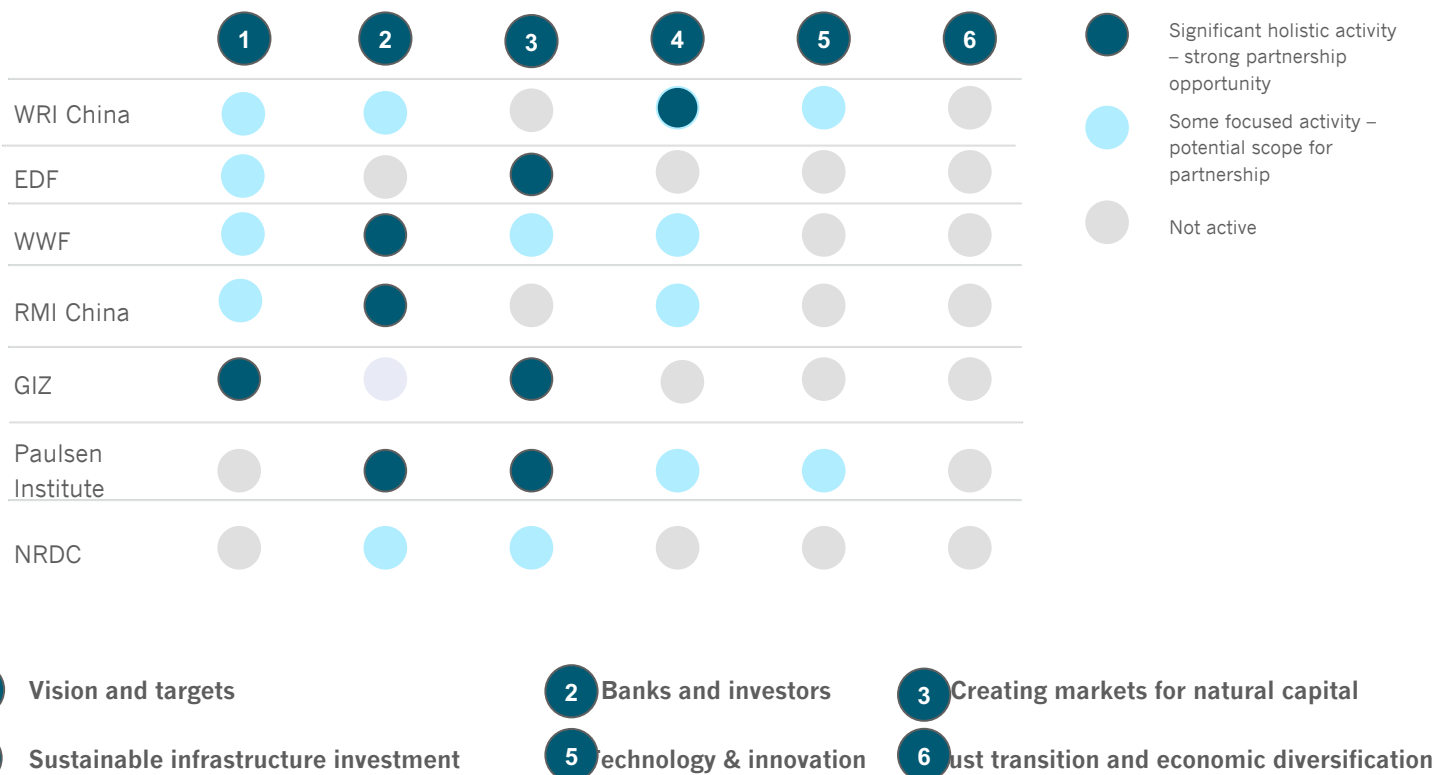 1 2 3 4 5 6
Significant holistic activity
– strong partnership
opportunity
WRI China
Some focused activity –
potential scope for
partnership
EDF
Not active
WWF
RMI China
GIZ
Paulsen
Institute
NRDC
Vision and targets
2 Banks and investors
3 Creating markets for natural capital
Sustainable infrastructure investment
5 echnology & innovation
6 ust transition and economic diversification